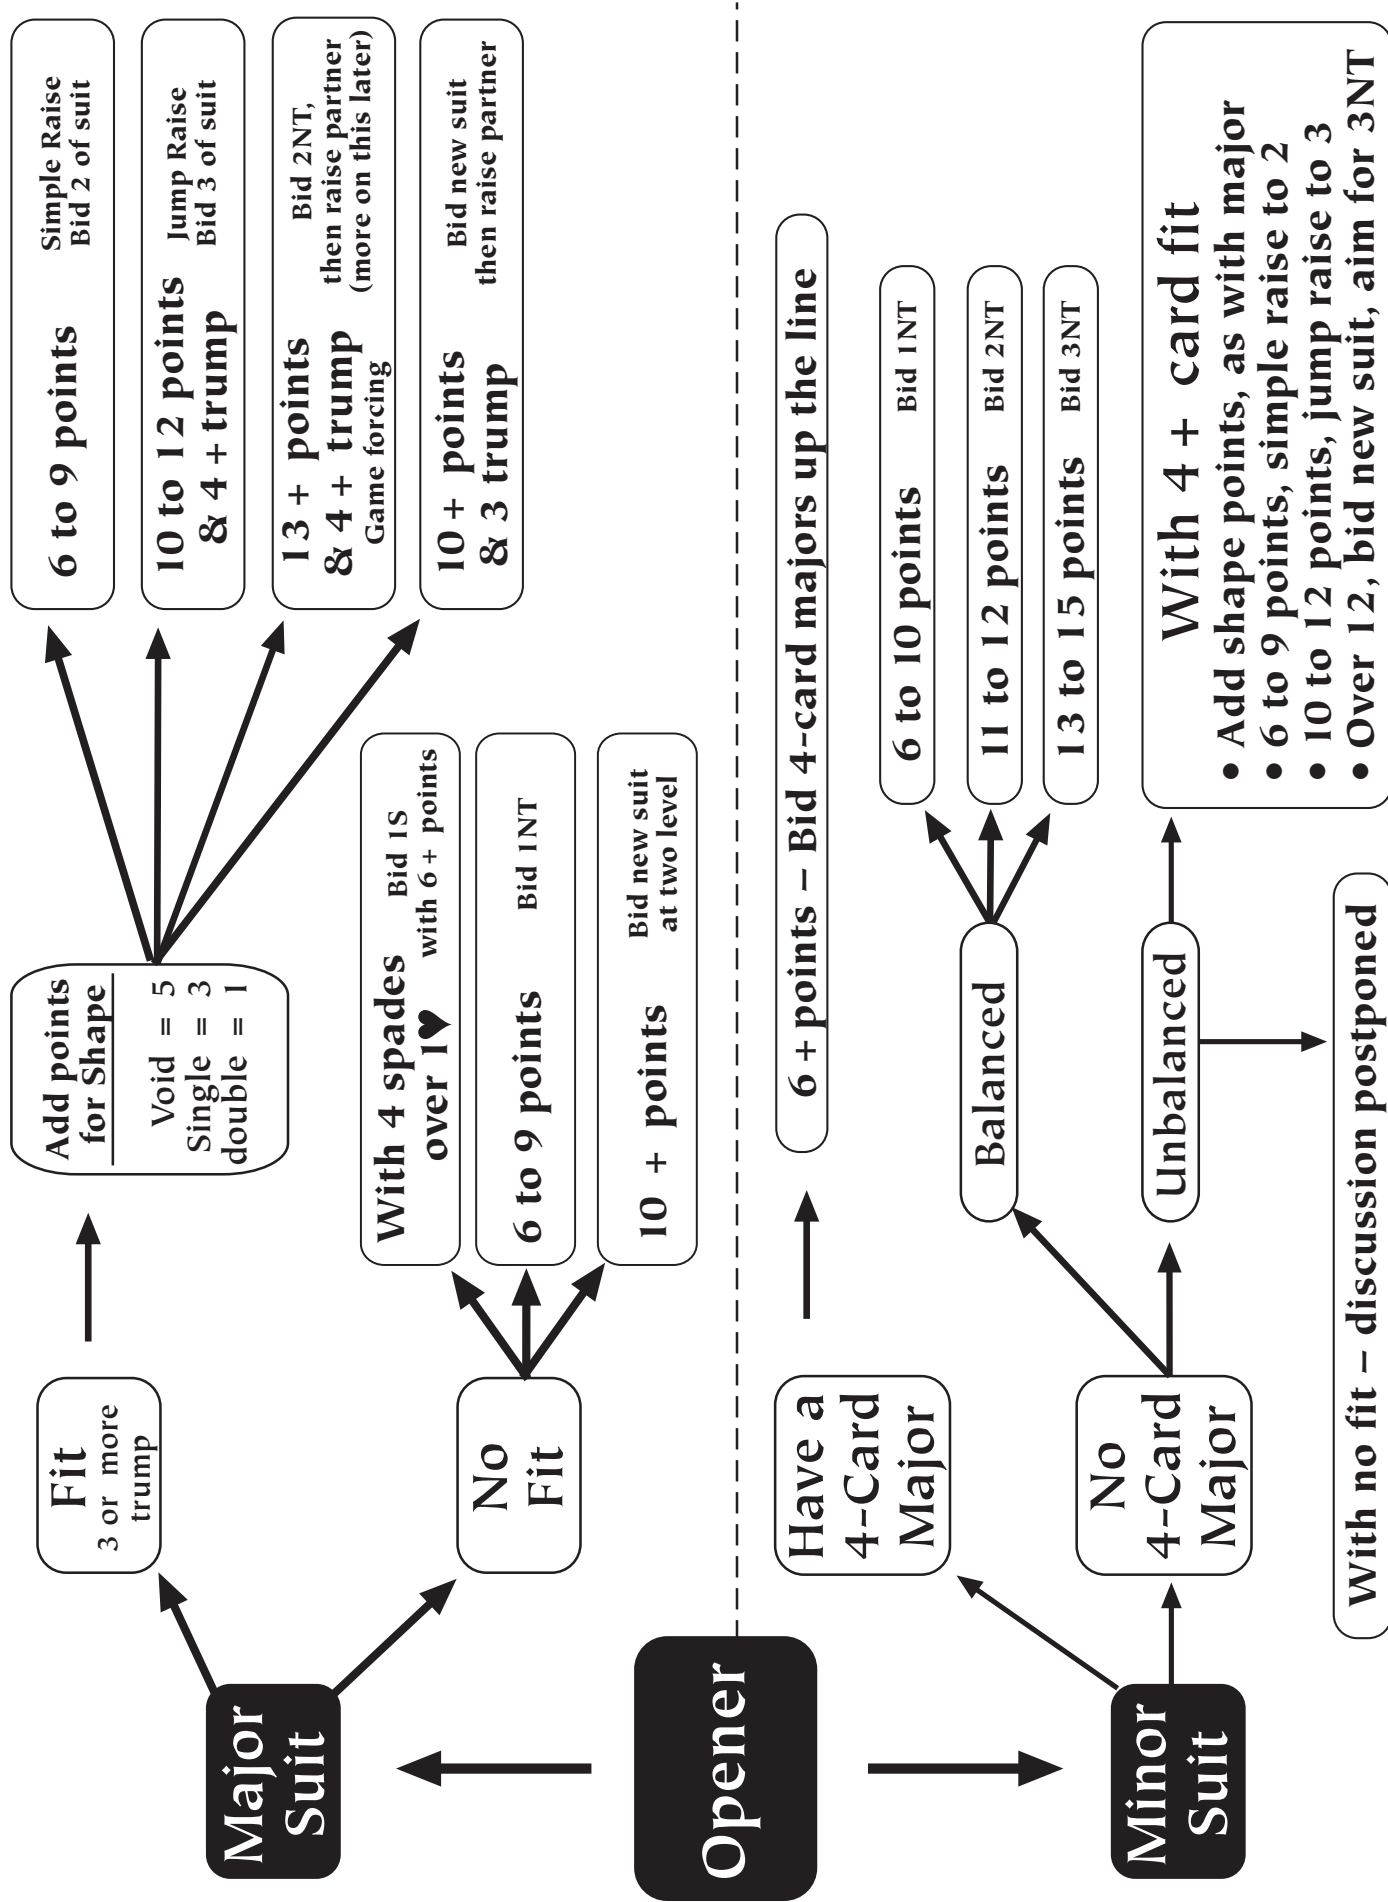 Opener
Major
Suit
Fit
3 or more
trump
Add points
for Shape
Void = 5
Single = 3
double = 1
6 to 9 points
Simple Raise
Bid 2 of suit
10 to 12 points
& 4 +trump
Jump Raise
Bid 3 of suit
13 + points
& 4 + trump
Game forcing
Bid 2NT,
then raise partner
(more on this later)
10 + points
& 3 trump
Bid new suit
then raise partner
No
Fit
With 4 spades
over 1♥
Bid 1S
with 6 + points
6 to 9 points
Bid 1NT
10 + points
Bid new suit
at two level
Minor
Suit
Have a
4-Card
Major
6 + points – Bid 4-card majors up the line
No
4-Card
Major
Balanced
6 to 10 points
Bid 1NT
11 to 12 points
Bid 2NT
13 to 15 points
Bid 3NT
Unbalanced
With 4 + card fit
• Add shape points, as with major
• 6 to 9 points, simple raise to 2
• 10 to 12 points, jump raise to 3
• Over 12, bid new suit, aim for 3NT
With no fit – discussion postponed